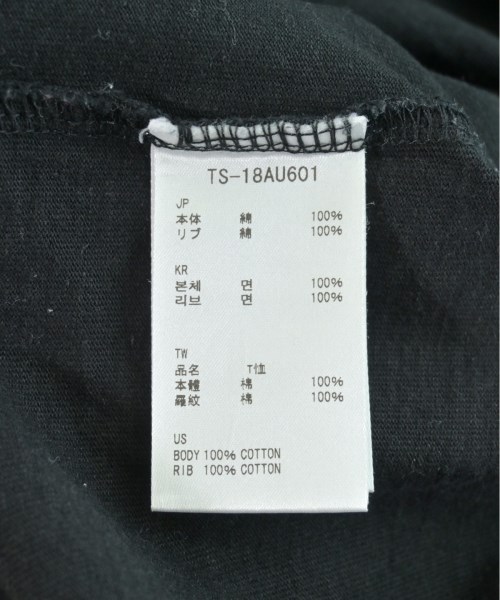 TS-18AU601
JP
本体 綿 100%
リブ 綿 100%
KR
본체 면 100%
리브 면 100%
TW
品名 T恤
本體 棉 100%
羅紋 棉 100%
US
BODY 100% COTTON
RIB 100% COTTON